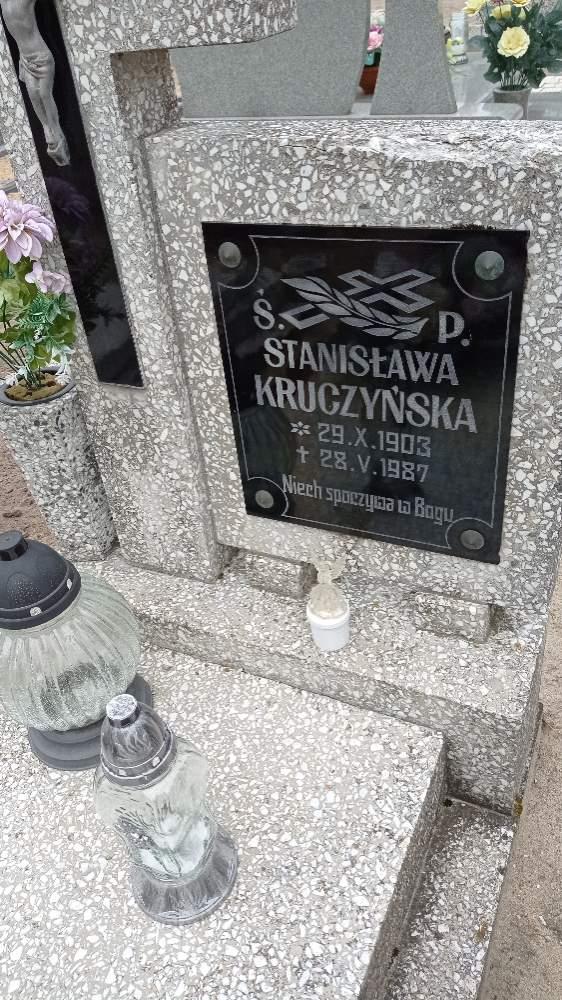 Ś. P.
STANISŁAWA
KRUCZYŃSKA
* 29.X.1903
† 28.V.1987
Niech spoczywa w Bogu